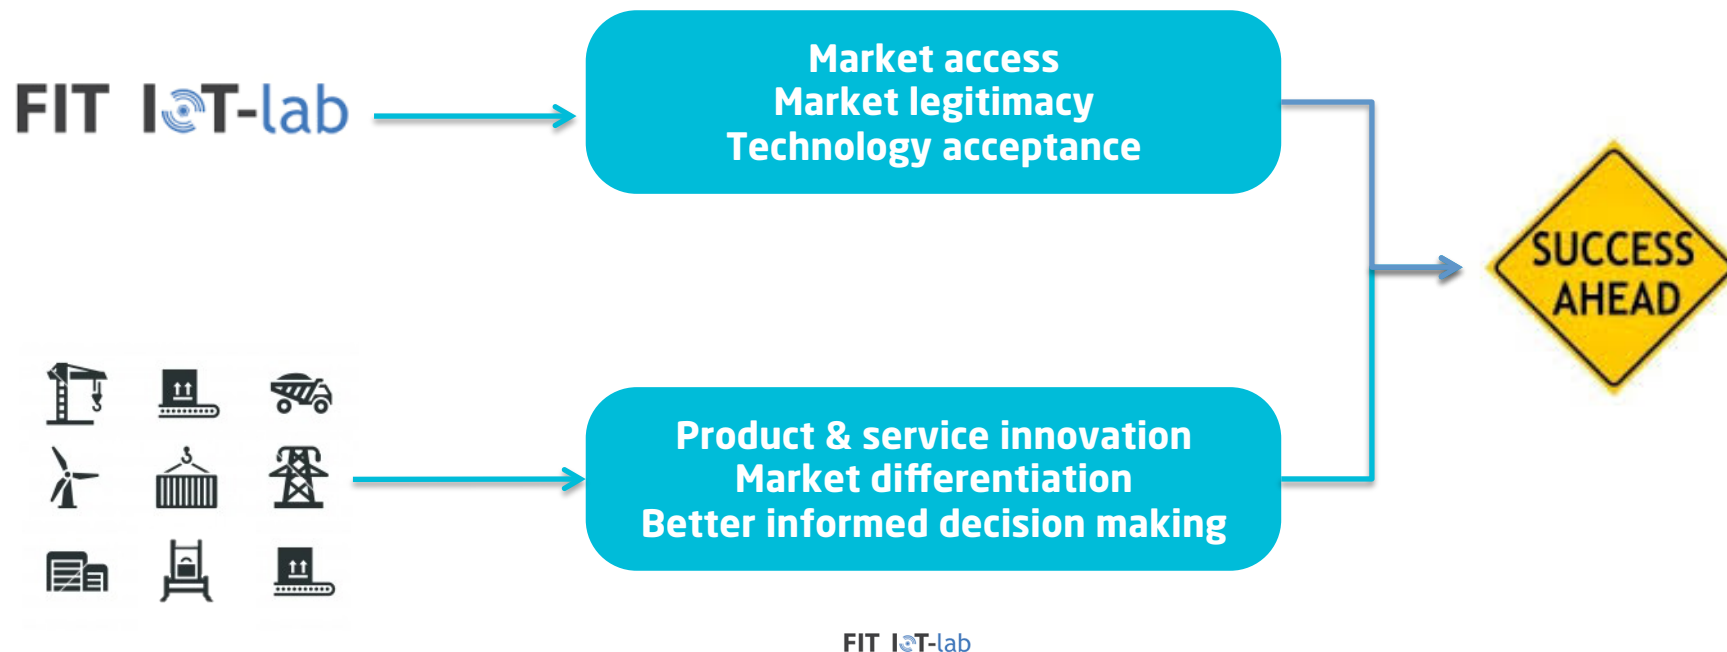 FIT IoT-lab
Market access
Market legitimacy
Technology acceptance
SUCCESS
AHEAD
Product & service innovation
Market differentiation
Better informed decision making
FIT IoT-lab